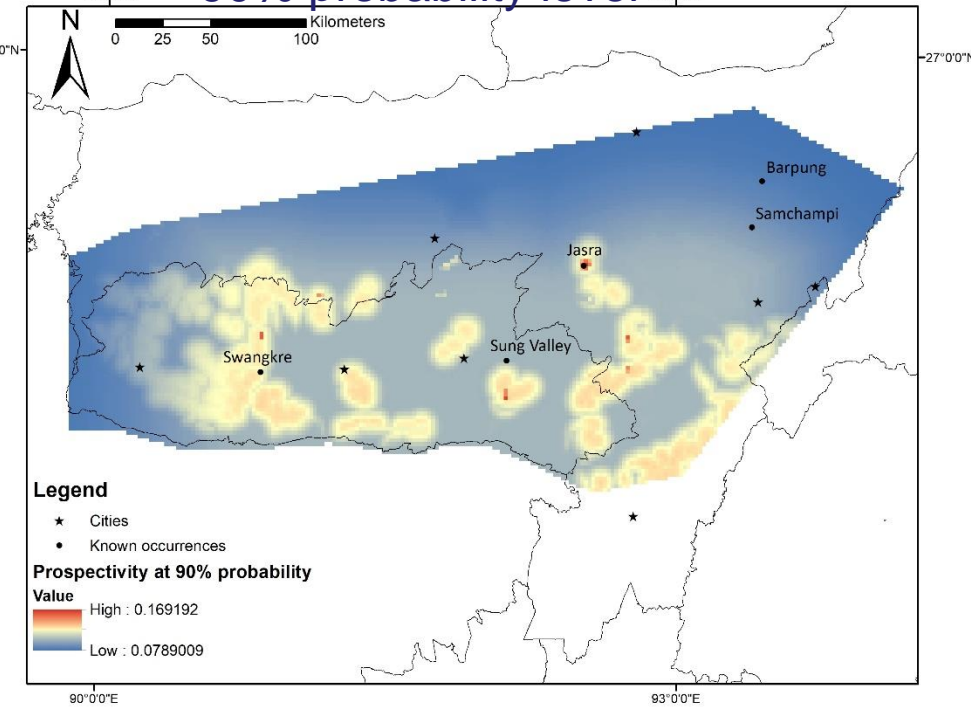 N
Kilometers
0 25 50 100
27°0'0"N
Barpung
Samchampi
Jasra
Sung Valley
Swangkre
Legend
Cities
Known occurrences
Prospectivity at 90% probability
Value
High : 0.169192
Low : 0.0789009
90°0'0"E 93°0'0"E